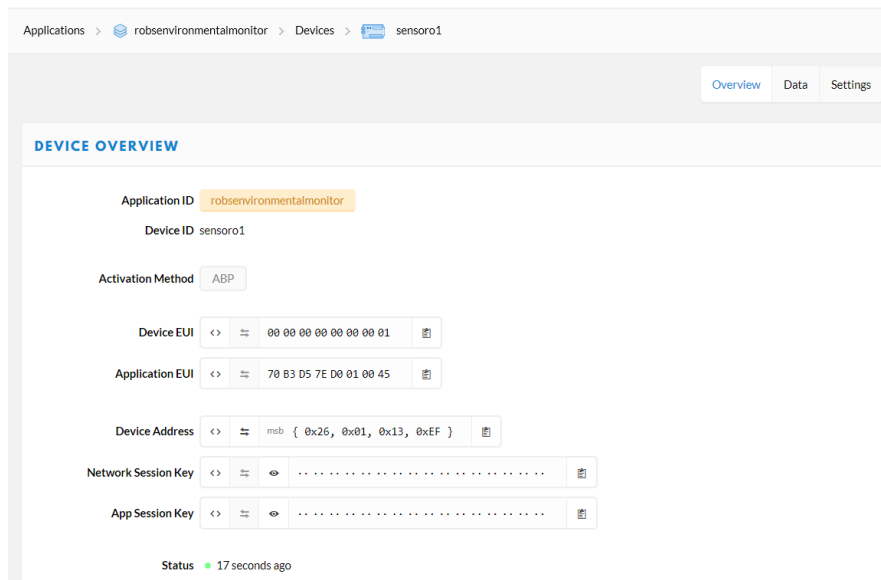 Applications > robsenvironmentalmonitor > Devices > sensoro1
Overview Data Settings
DEVICE OVERVIEW
Application ID robsenvironmentalmonitor
Device ID sensoro1
Activation Method ABP
Device EUI <> 00 00 00 00 00 00 00 01
Application EUI <> 70 B3 D5 7E D0 01 00 45
Device Address <> msb { 0x26, 0x01, 0x13, 0xEF }
Network Session Key <>
App Session Key <>
Status 17 seconds ago